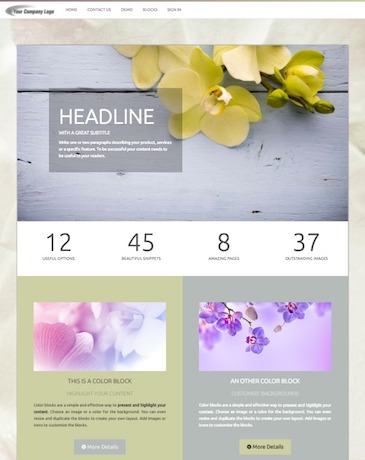 Your Company Logo
HOME CONTACT US DEMO BLOCKS SIGN IN
HEADLINE
WITH A GREAT SUBTITLE
Write one or two paragraphs describing your product, services
or a specific feature. To be successful your content needs to
be useful to your readers.
12 45 8 37
USEFUL OPTIONS BEAUTIFUL SNIPPETS AMAZING PAGES OUTSTANDING IMAGES
THIS IS A COLOR BLOCK
HIGHLIGHT YOUR CONTENT
Color blocks are a simple and effective way to present and highlight your
content. Choose an image or a color for the background. You can even
resize and duplicate the blocks to create your own layout. Add images or
icons to customize the blocks.
More Details
AN OTHER COLOR BLOCK
CUSTOMIZE BACKGROUNDS
Color blocks are a simple and effective way to present and highlight your
content. Choose an image or a color for the background. You can even
resize and duplicate the blocks to create your own layout. Add images or
icons to customize the blocks.
More Details